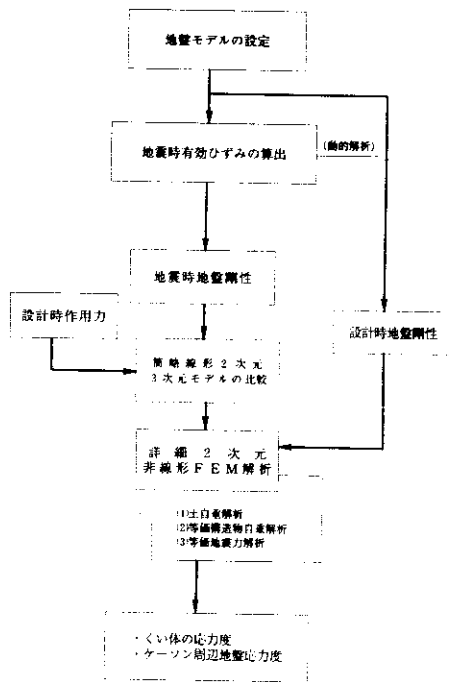 地盤モデルの設定
地震時有効ひずみの算出
(動的解析)
地震時地盤剛性
設計時作用力
設計時地盤剛性
簡略線形2次元
3次元モデルの比較
詳細2次元
非線形FEM解析
(1)土自重解析
(2)等価構造物自重解析
(3)等価地震力解析
・くい体の応力度
・ケーソン周辺地盤応力度